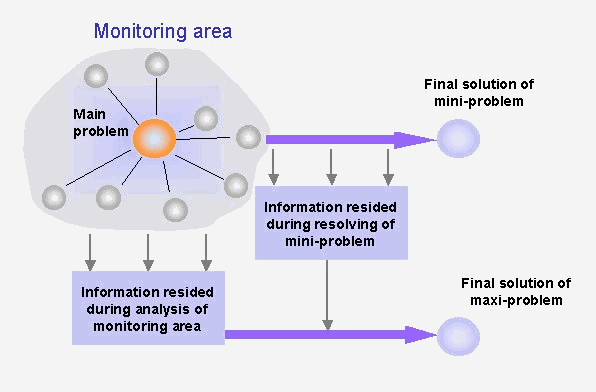 Monitoring area
Main
problem
Final solution of
mini-problem
Information resided
during resolving of
mini-problem
Information resided
during analysis of
monitoring area
Final solution of
maxi-problem